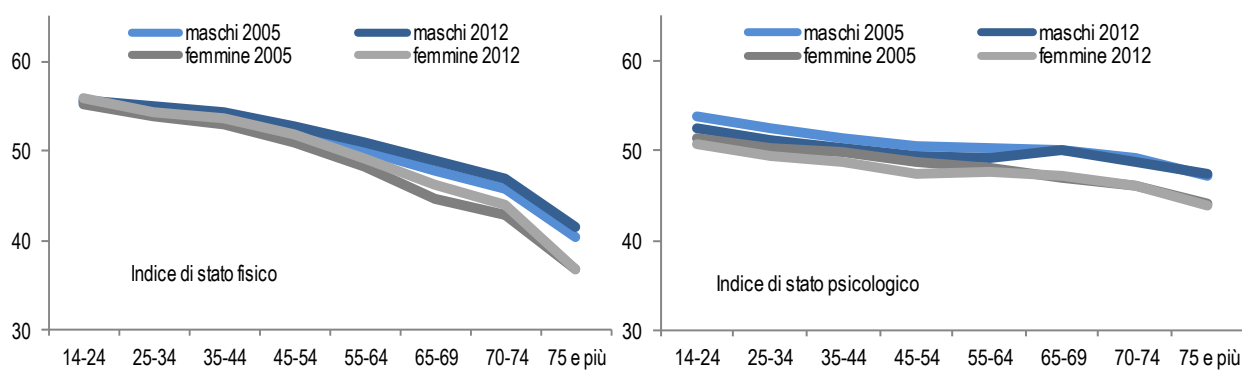 maschi 2005 maschi 2012
femmine 2005 femmine 2012
60
50
40
30
Indice di stato fisico
14-24 25-34 35-44 45-54 55-64 65-69 70-74 75 e più
maschi 2005 maschi 2012
femmine 2005 femmine 2012
60
50
40
30
Indice di stato psicologico
14-24 25-34 35-44 45-54 55-64 65-69 70-74 75 e più